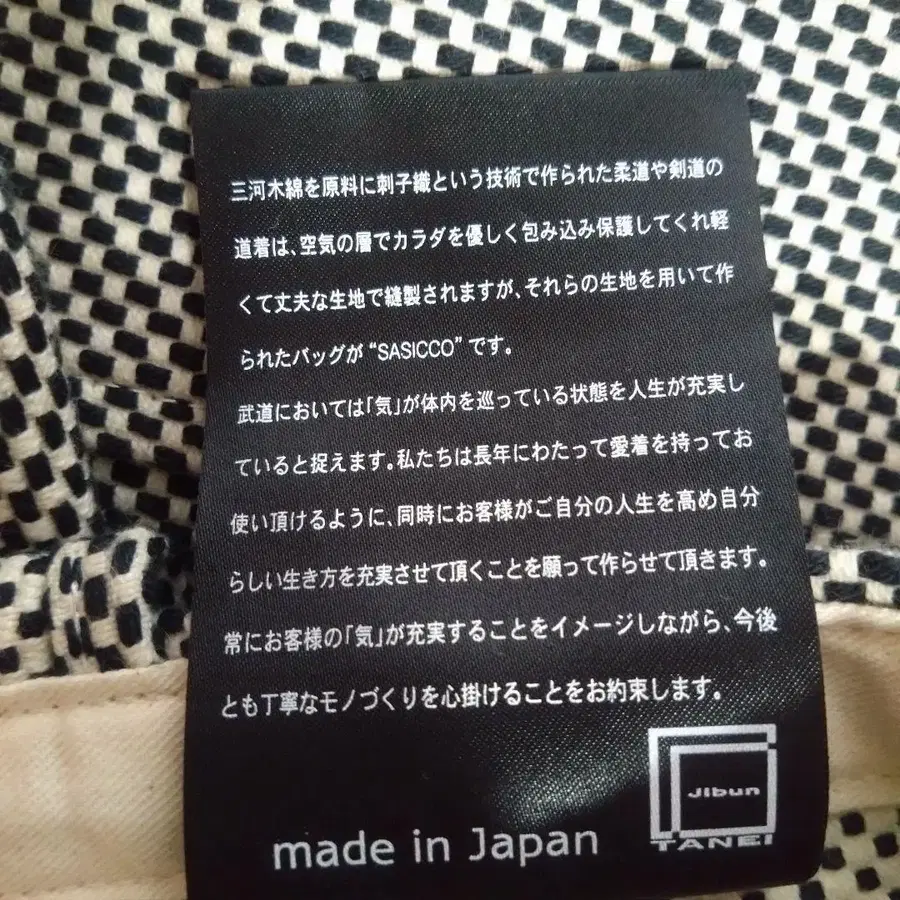 三河木綿を原料に刺子織という技術で作られた柔道や剣道の
道着は、空気の層でカラダを優しく包み込み保護してくれ軽
くて丈夫な生地で縫製されますが、それらの生地を用いて作
られたバッグが“SASICCO”です。
武道においては｢気｣が体内を巡っている状態を人生が充実し
ていると捉えます。私たちは長年にわたって愛着を持ってお
使い頂けるように、同時にお客様がご自分の人生を高め自分
らしい生き方を充実させて頂くことを願って作らせて頂きます。
常にお客様の｢気｣が充実することをイメージしながら、今後
とも丁寧なモノづくりを心掛けることをお約束します。
Jibun
TANEI
made in Japan